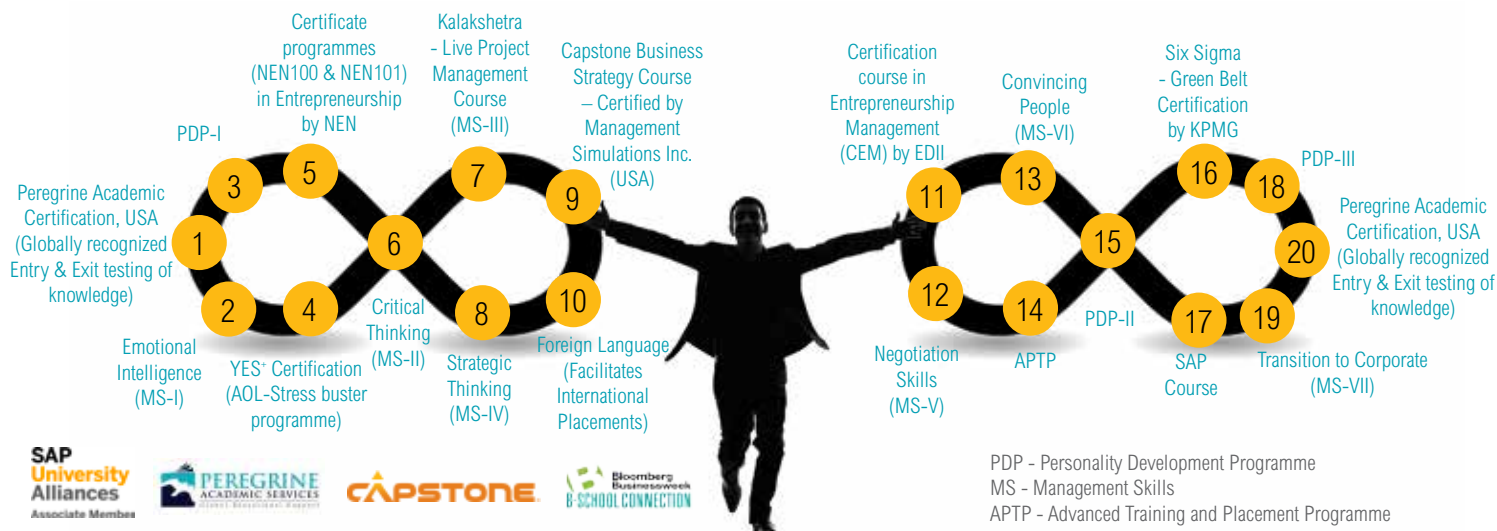 Certificate
programmes
(NEN100 & NEN101)
in Entrepreneurship
by NEN
Kalakshetra
- Live Project
Management
Course
(MS-III)
Capstone Business
Strategy Course
– Certified by
Management
Simulations Inc.
(USA)
Certification
course in
Entrepreneurship
Management
(CEM) by EDII
Convincing
People
(MS-VI)
Six Sigma
- Green Belt
Certification
by KPMG
PDP-I
PDP-III
Peregrine Academic
Certification, USA
(Globally recognized
Entry & Exit testing of
knowledge)
1
2
3
4
5
6
7
8
9
10
11
12
13
14
15
16
17
18
19
20
Peregrine Academic
Certification, USA
(Globally recognized
Entry & Exit testing of
knowledge)
Emotional
Intelligence
(MS-I)
YES⁺ Certification
(AOL-Stress buster
programme)
Critical
Thinking
(MS-II)
Strategic
Thinking
(MS-IV)
Foreign Language
(Facilitates
International
Placements)
Negotiation
Skills
(MS-V)
APTP
PDP-II
SAP
Course
Transition to Corporate
(MS-VII)
SAP
University
Alliances
Associate Member
PEREGRINE
ACADEMIC SERVICES
CAPSTONE
Bloomberg
Businessweek
B-SCHOOL CONNECTION
PDP - Personality Development Programme
MS - Management Skills
APTP - Advanced Training and Placement Programme